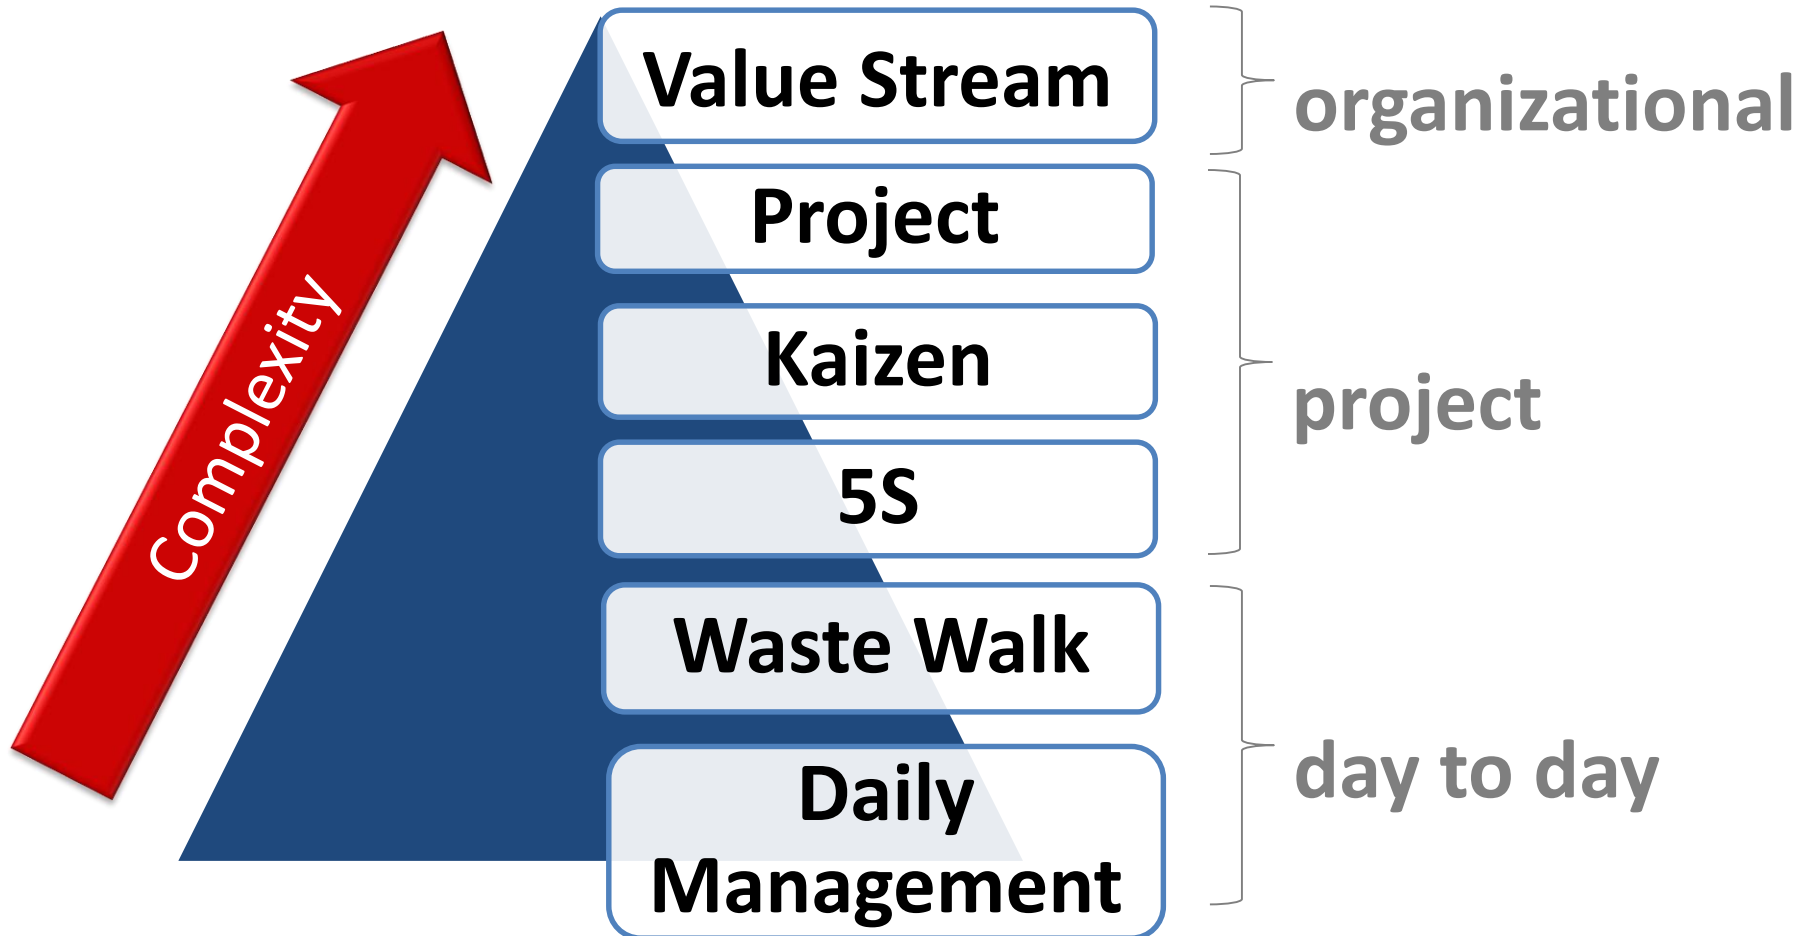 Complexity
Value Stream
Project
Kaizen
5S
Waste Walk
Daily
Management
organizational
project
day to day